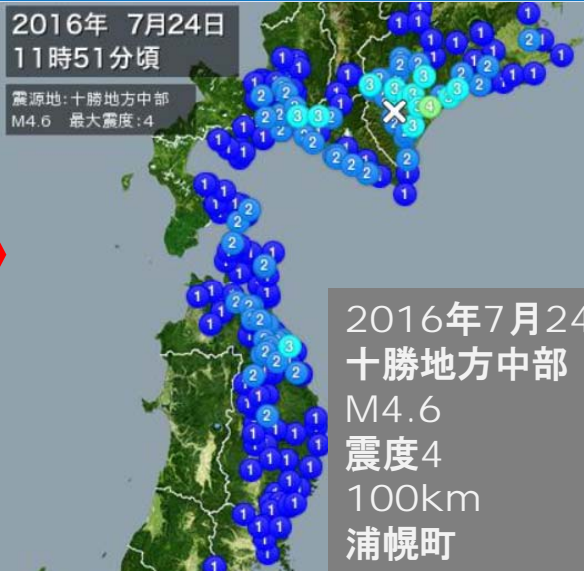 2016年 7月24日
11時51分頃
震源地:十勝地方中部
M4.6 最大震度:4
2016年7月24
十勝地方中部
M4.6
震度4
100km
浦幌町